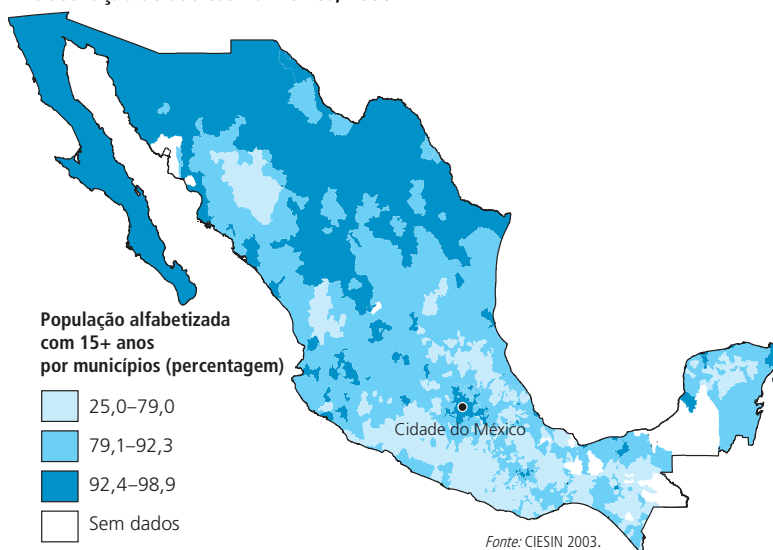 População alfabetizada
com 15+ anos
por municípios (percentagem)
25,0–79,0
79,1–92,3
92,4–98,9
Sem dados
Cidade do México
Fonte: CIESIN 2003.